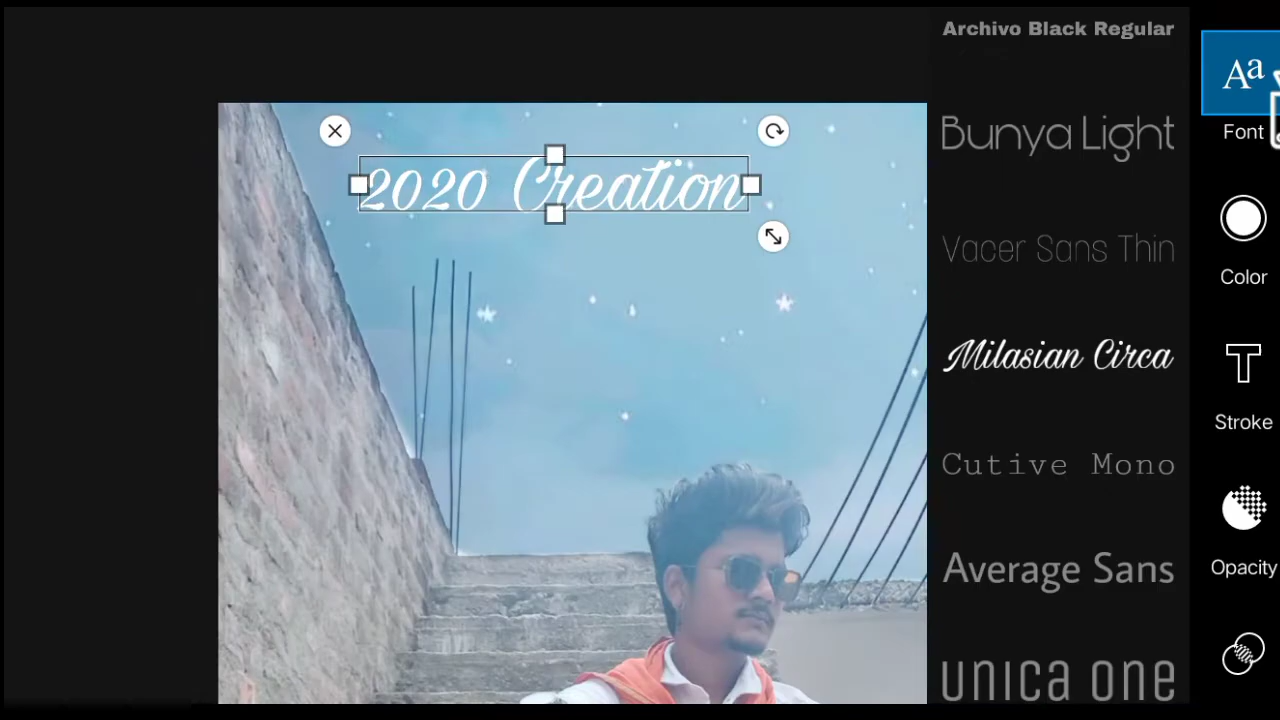 Archivo Black Regular
2020 Creation
Bunya Light
Vacer Sans Thin
Milasian Circa
Cutive Mono
Average Sans
unica one
Aa
Font
Color
T
Stroke
Opacity